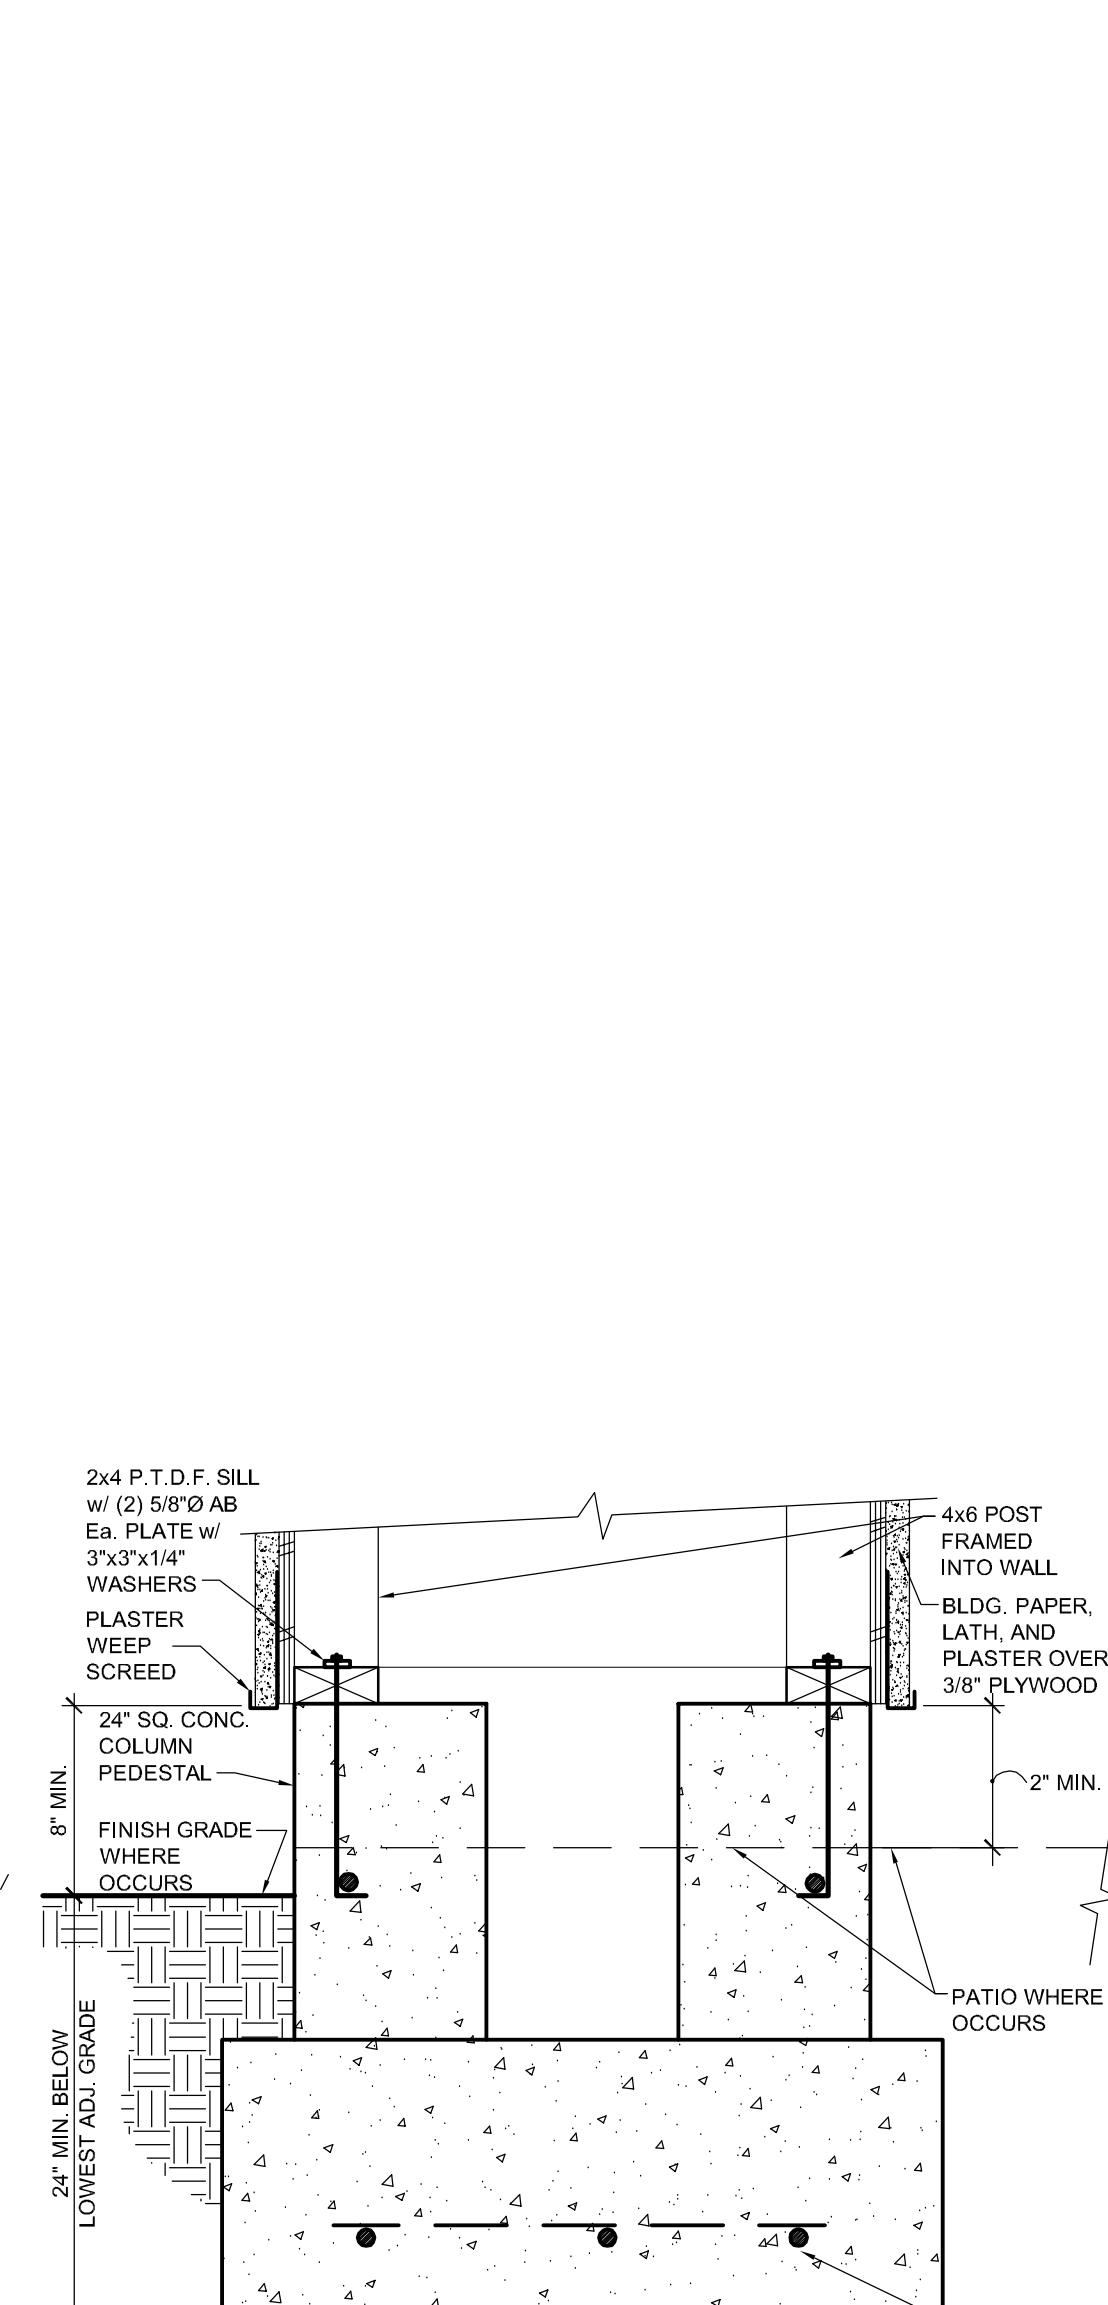 2x4 P.T.D.F. SILL
w/ (2) 5/8"Ø AB
Ea. PLATE w/
3"x3"x1/4"
WASHERS
PLASTER
WEEP
SCREED
24" SQ. CONC.
COLUMN
PEDESTAL
8" MIN.
FINISH GRADE
WHERE
OCCURS
24" MIN. BELOW
LOWEST ADJ. GRADE
4x6 POST
FRAMED
INTO WALL
BLDG. PAPER,
LATH, AND
PLASTER OVER
3/8" PLYWOOD
2" MIN.
PATIO WHERE
OCCURS